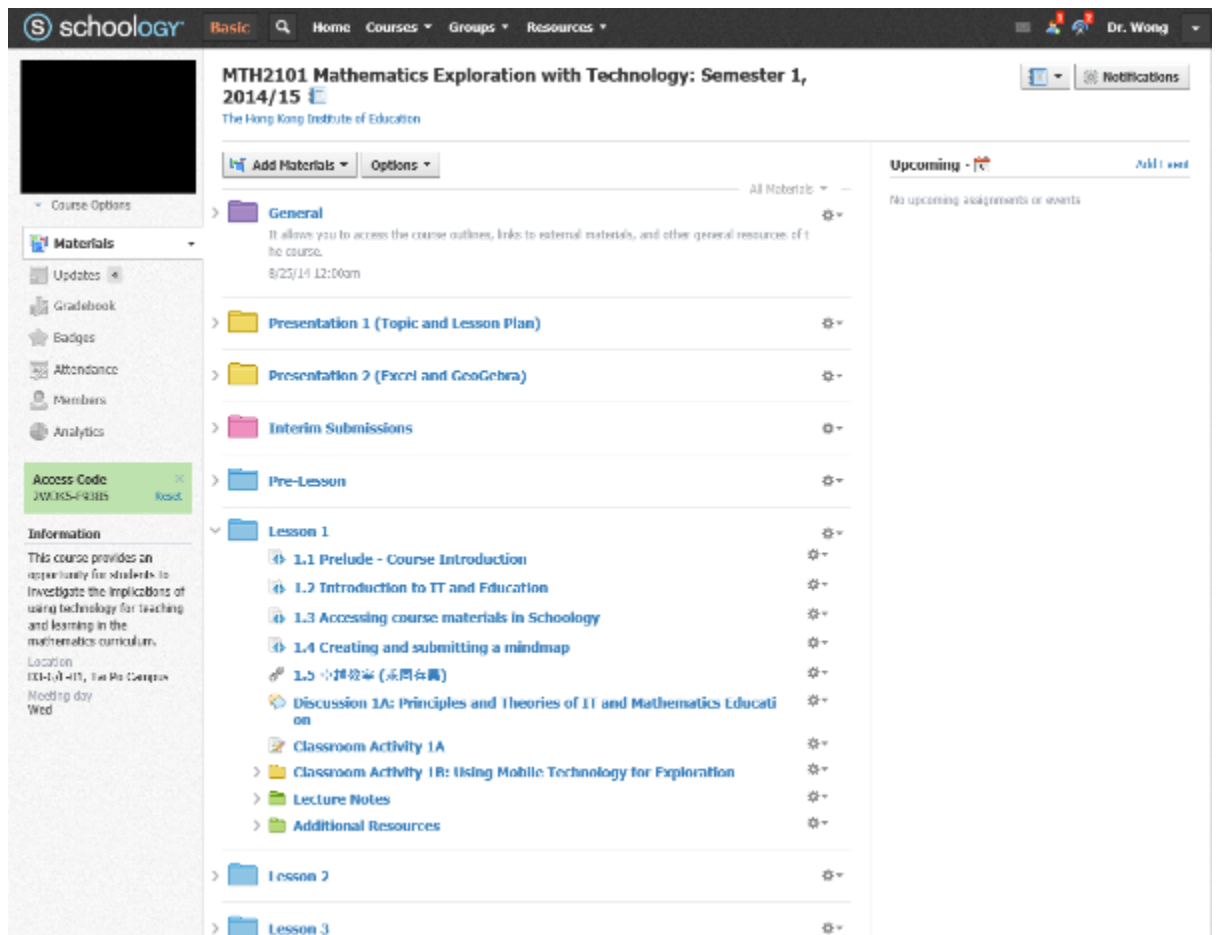 schoology Basic Home Courses Groups Resources Dr. Wong
MTH2101 Mathematics Exploration with Technology: Semester 1,
2014/15
The Hong Kong Institute of Education
Notifications
Course Options
Materials
Updates
Gradebook
Badges
Attendance
Members
Analytics
Access Code
Reset
Information
This course provides an
opportunity for students to
investigate the implications of
using technology for teaching
and learning in the
mathematics curriculum.
Location
Tai Po Campus
Meeting day
Wed
Add Materials Options
All Materials
General
It allows you to access the course outlines, links to external materials, and other general resources of t
he course.
8/25/14 12:00am
Presentation 1 (Topic and Lesson Plan)
Presentation 2 (Excel and GeoGebra)
Interim Submissions
Pre-Lesson
Lesson 1
1.1 Prelude - Course Introduction
1.2 Introduction to IT and Education
1.3 Accessing course materials in Schoology
1.4 Creating and submitting a mindmap
1.5
Discussion 1A: Principles and Theories of IT and Mathematics Educati
on
Classroom Activity 1A
Classroom Activity 1B: Using Mobile Technology for Exploration
Lecture Notes
Additional Resources
Lesson 2
Lesson 3
Upcoming -
Add Event
No upcoming assignments or events